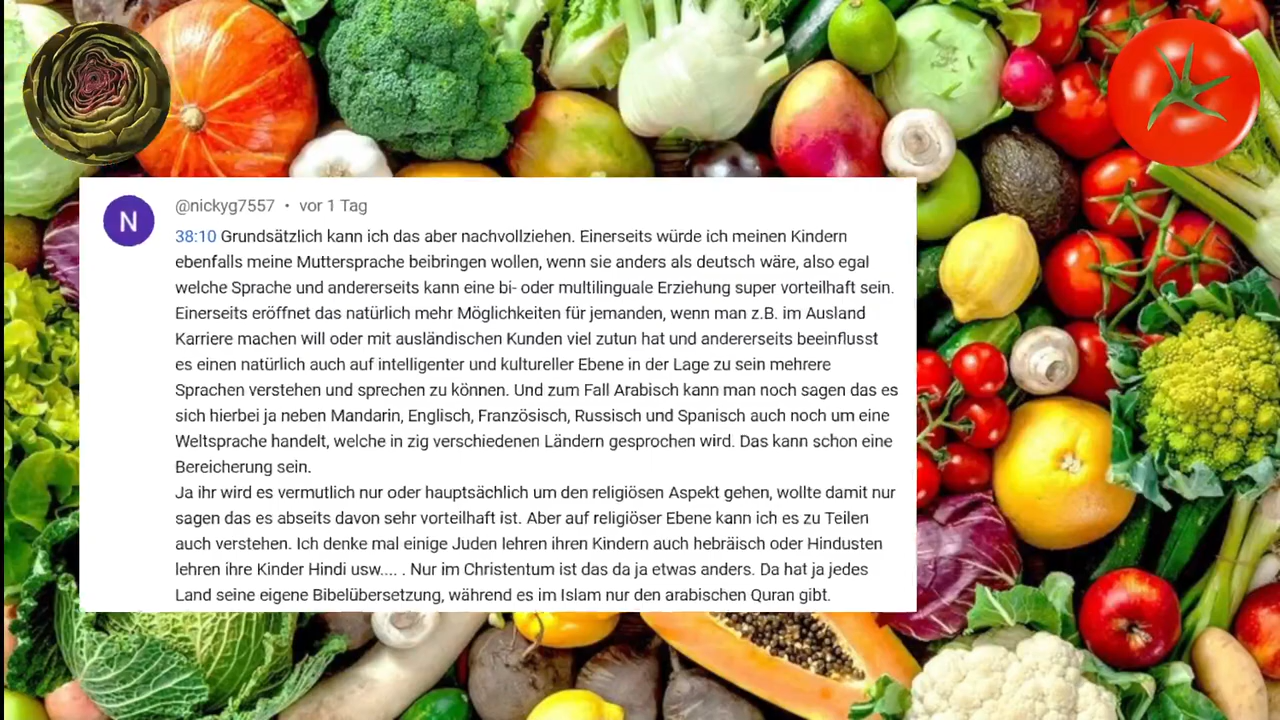 N
@nickyg7557 • vor 1 Tag
38:10 Grundsätzlich kann ich das aber nachvollziehen. Einerseits würde ich meinen Kindern
ebenfalls meine Muttersprache beibringen wollen, wenn sie anders als deutsch wäre, also egal
welche Sprache und andererseits kann eine bi- oder multilinguale Erziehung super vorteilhaft sein.
Einerseits eröffnet das natürlich mehr Möglichkeiten für jemanden, wenn man z.B. im Ausland
Karriere machen will oder mit ausländischen Kunden viel zutun hat und andererseits beeinflusst
es einen natürlich auch auf intelligenter und kultureller Ebene in der Lage zu sein mehrere
Sprachen verstehen und sprechen zu können. Und zum Fall Arabisch kann man noch sagen das es
sich hierbei ja neben Mandarin, Englisch, Französisch, Russisch und Spanisch auch noch um eine
Weltsprache handelt, welche in zig verschiedenen Ländern gesprochen wird. Das kann schon eine
Bereicherung sein.
Ja ihr wird es vermutlich nur oder hauptsächlich um den religiösen Aspekt gehen, wollte damit nur
sagen das es abseits davon sehr vorteilhaft ist. Aber auf religiöser Ebene kann ich es zu Teilen
auch verstehen. Ich denke mal einige Juden lehren ihren Kindern auch hebräisch oder Hindusten
lehren ihre Kinder Hindi usw.... . Nur im Christentum ist das da ja etwas anders. Da hat ja jedes
Land seine eigene Bibelübersetzung, während es im Islam nur den arabischen Quran gibt.